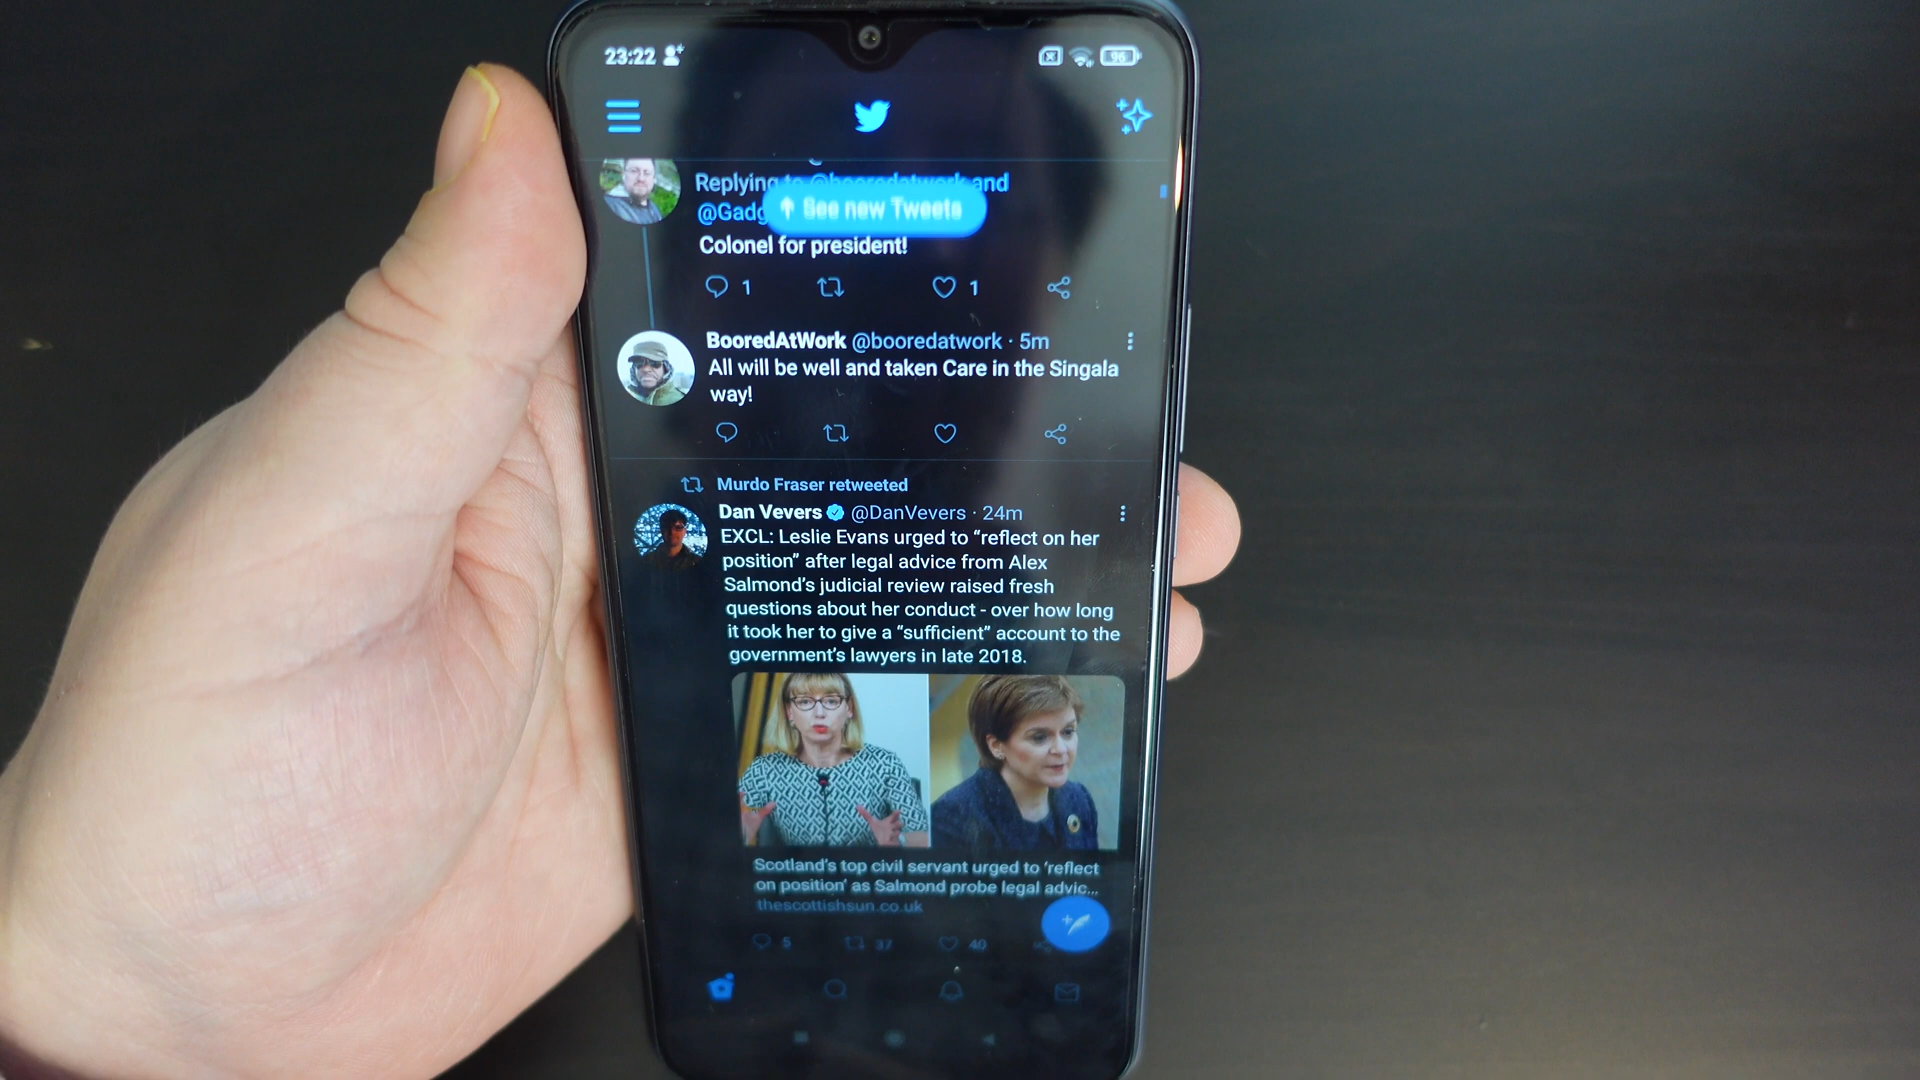 23:22
96
Replying to @booredatwork and
@Gadg
See new Tweets
Colonel for president!
1
1
BooredAtWork @booredatwork · 5m
All will be well and taken Care in the Singala
way!
Murdo Fraser retweeted
Dan Vevers @DanVevers · 24m
EXCL: Leslie Evans urged to “reflect on her
position” after legal advice from Alex
Salmond’s judicial review raised fresh
questions about her conduct - over how long
it took her to give a “sufficient” account to the
government’s lawyers in late 2018.
Scotland’s top civil servant urged to ‘reflect
on position’ as Salmond probe legal advic...
thescottishsun.co.uk
5 37 40